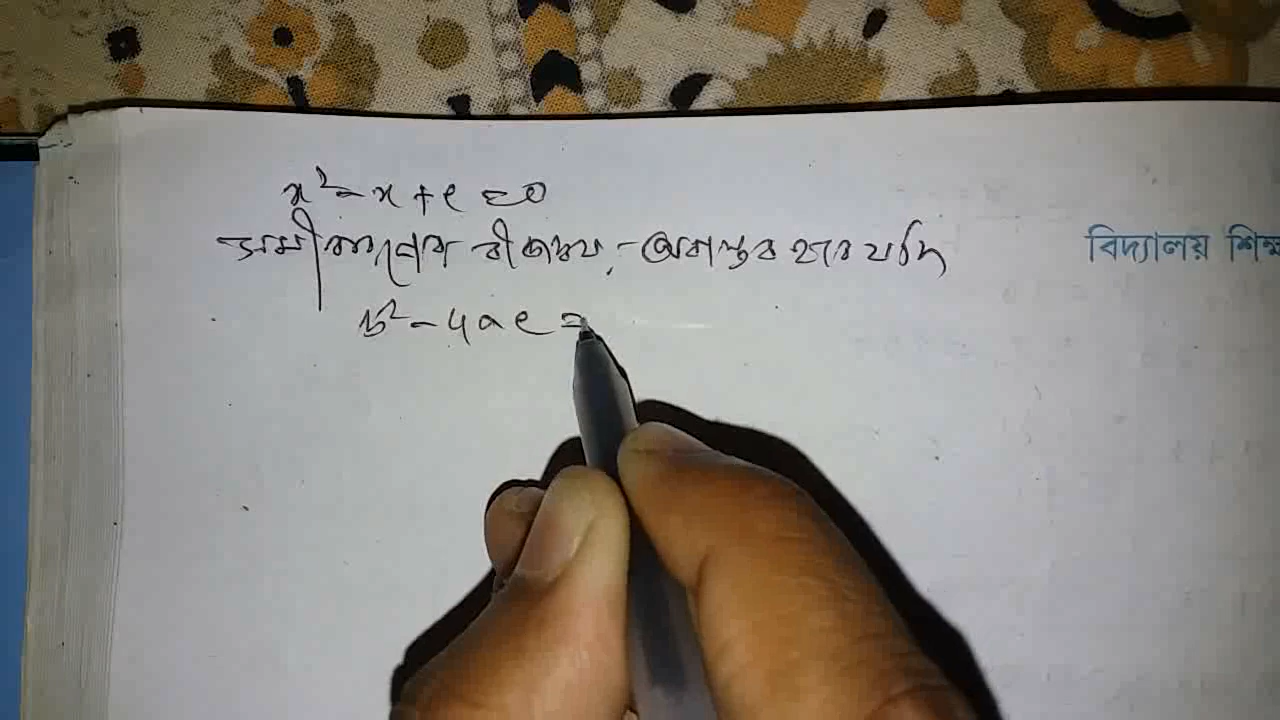 x² - x + c = 0
সমীকরণের বীজদ্বয় অবাস্তব হবে যদি
b² - 4ac =
বিদ্যালয় শিক্ষ